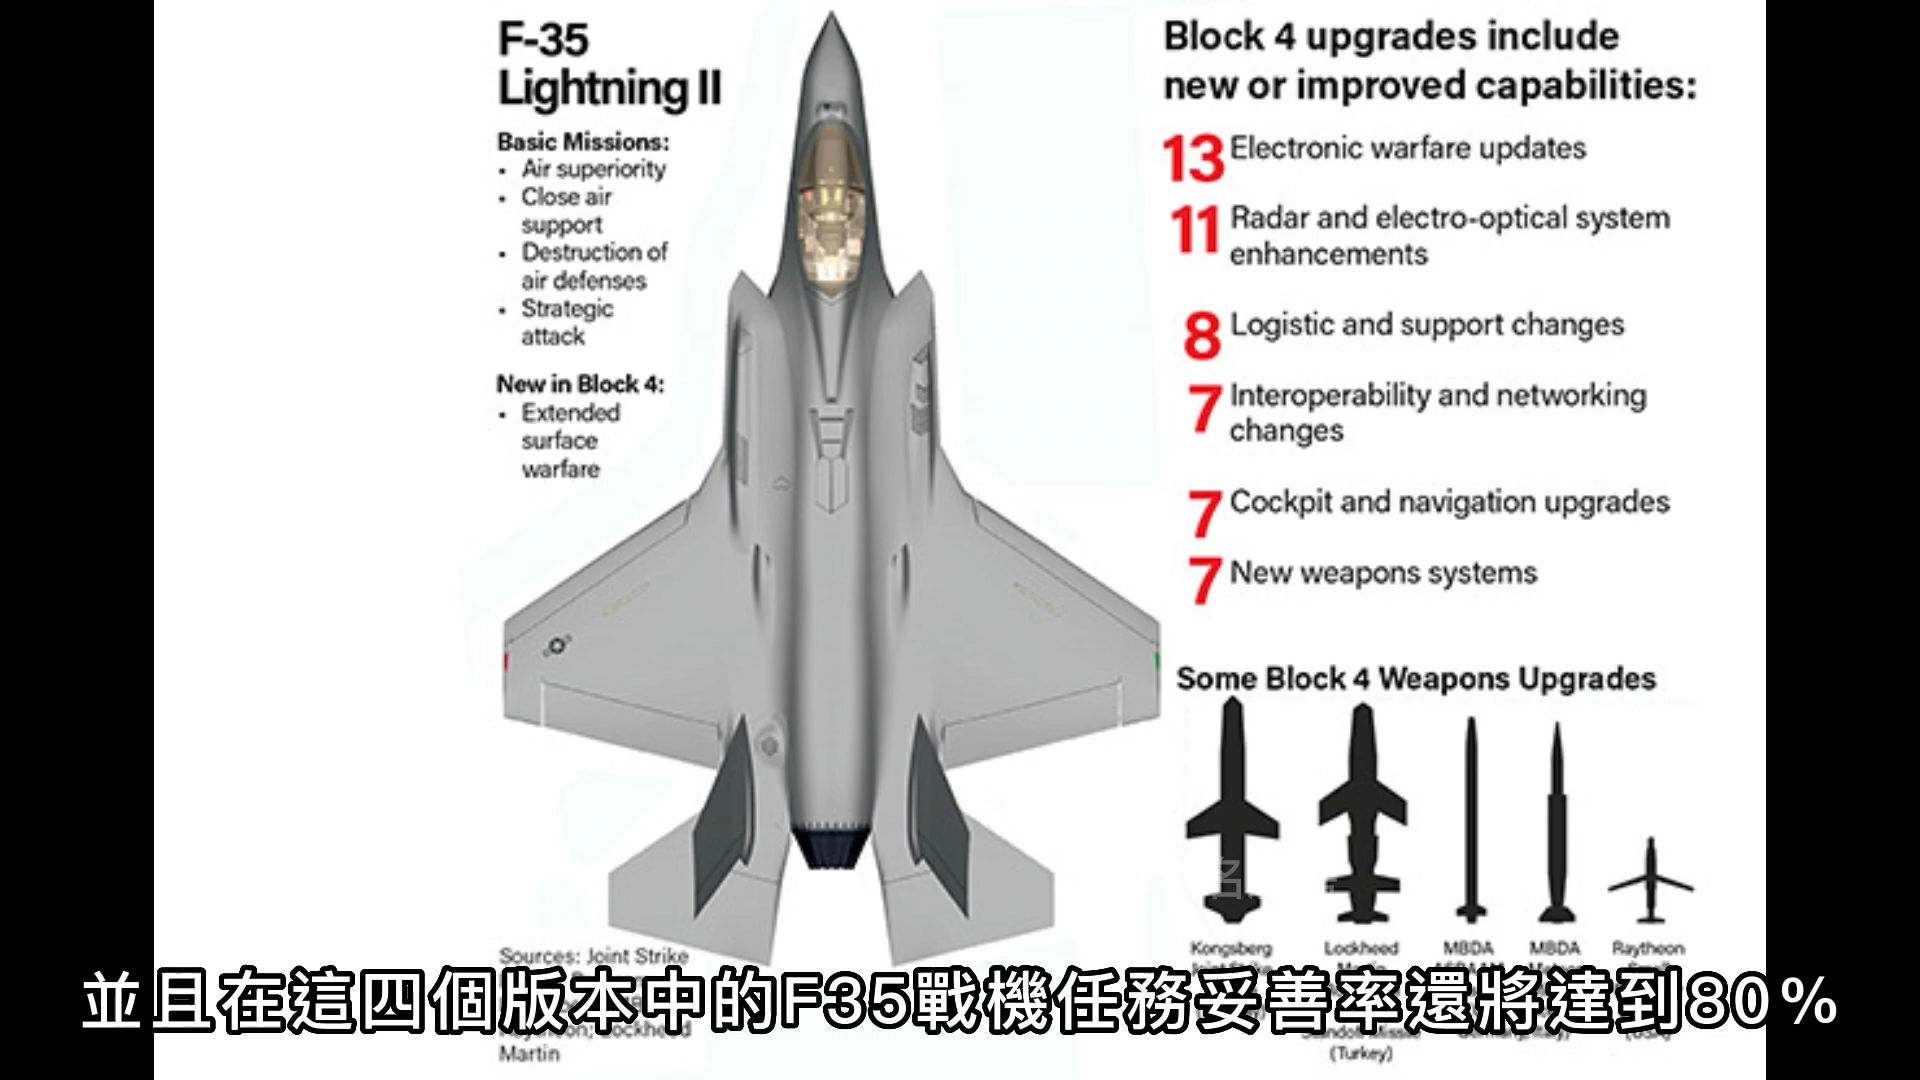 F-35
Lightning II
Basic Missions:
• Air superiority
• Close air
support
• Destruction of
air defenses
• Strategic
attack
New in Block 4:
• Extended
surface
warfare
Block 4 upgrades include
new or improved capabilities:
13 Electronic warfare updates
11 Radar and electro-optical system
enhancements
8 Logistic and support changes
7 Interoperability and networking
changes
7 Cockpit and navigation upgrades
7 New weapons systems
Some Block 4 Weapons Upgrades
Kongsberg
Lockheed
MBDA
MBDA
Raytheon
Sources: Joint Strike
並且在這四個版本中的F35戰機任務妥善率還將達到80%
Lockheed
Martin
(Turkey)